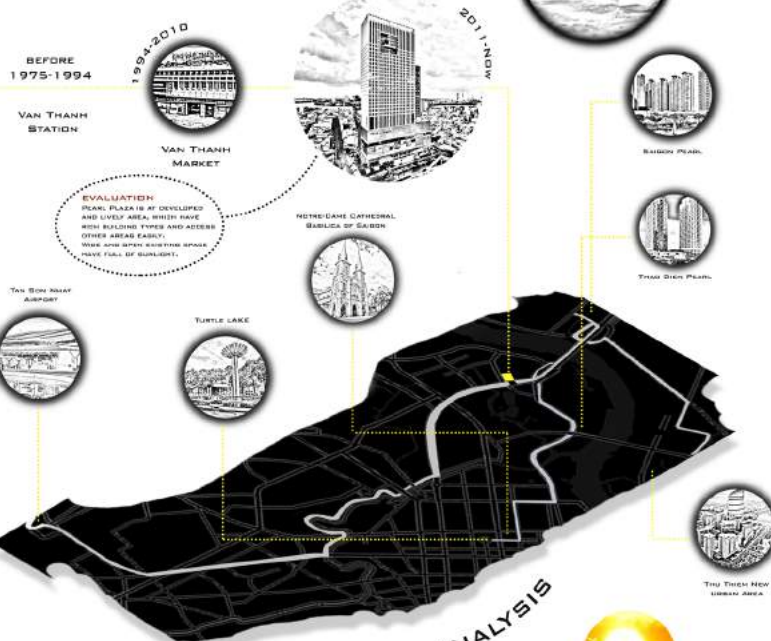 BEFORE
1975-1994
VAN THANH
STATION
1994-2010
VAN THANH
MARKET
2011-NOW
EVALUATION
PEARL PLAZA IS AT DEVELOPED
AND LIVELY AREA, WHICH HAVE
RICH BUILDING TYPES AND ACCESS
OTHER AREAS EASILY.
WIDE AND OPEN EXISTING SPACE
HAVE FULL OF SUNLIGHT.
SAIGON PEARL
THAO DIEN PEARL
NOTRE-DAME CATHEDRAL
BASILICA OF SAIGON
TAN SON NHAT
AIRPORT
TURTLE LAKE
THU THIEM NEW
URBAN AREA